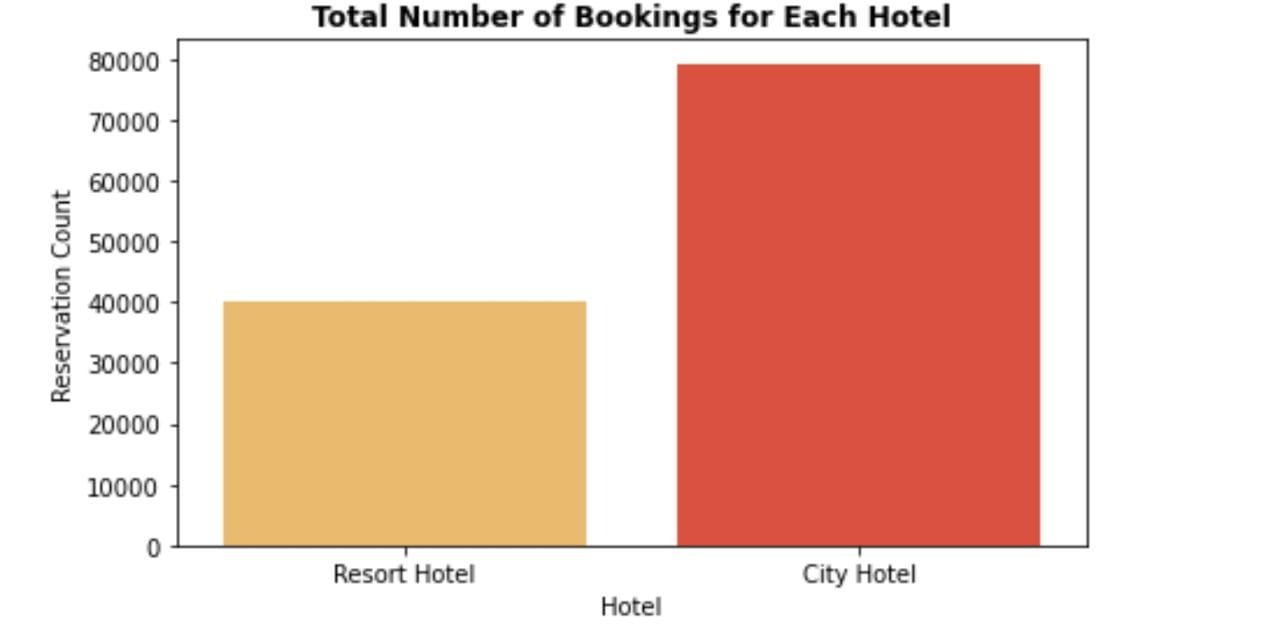 Total Number of Bookings for Each Hotel
80000
70000
60000
50000
40000
30000
20000
10000
0
Reservation Count
Resort Hotel
City Hotel
Hotel